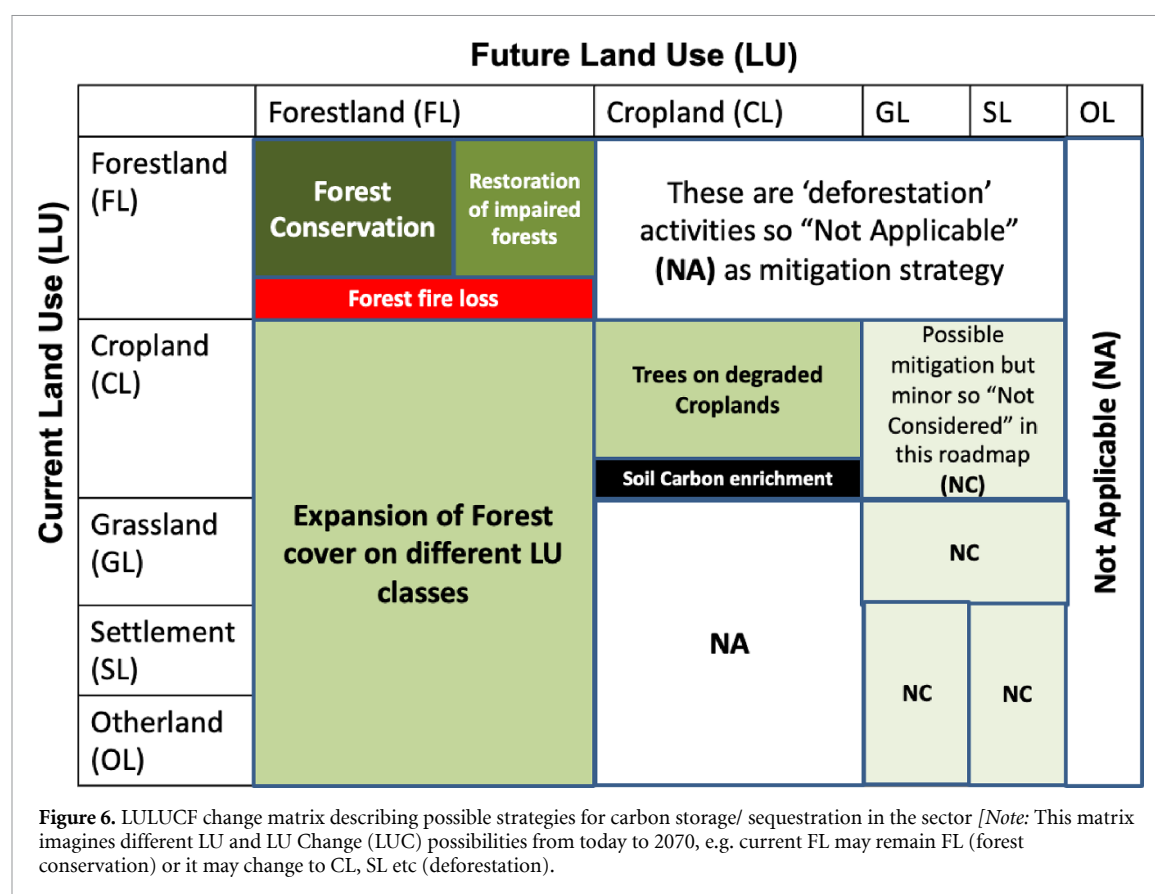 Future Land Use (LU)
Current Land Use (LU)
Forestland (FL)
Cropland (CL)
GL
SL
OL
Forestland
(FL)
Forest
Conservation
Restoration
of impaired
forests
Forest fire loss
These are ‘deforestation’
activities so “Not Applicable”
(NA) as mitigation strategy
Not Applicable (NA)
Cropland
(CL)
Expansion of Forest
cover on different LU
classes
Trees on degraded
Croplands
Soil Carbon enrichment
Possible
mitigation but
minor so “Not
Considered” in
this roadmap
(NC)
Grassland
(GL)
NA
NC
Settlement
(SL)
NC
NC
Otherland
(OL)
Figure 6. LULUCF change matrix describing possible strategies for carbon storage/ sequestration in the sector [Note: This matrix
imagines different LU and LU Change (LUC) possibilities from today to 2070, e.g. current FL may remain FL (forest
conservation) or it may change to CL, SL etc (deforestation).